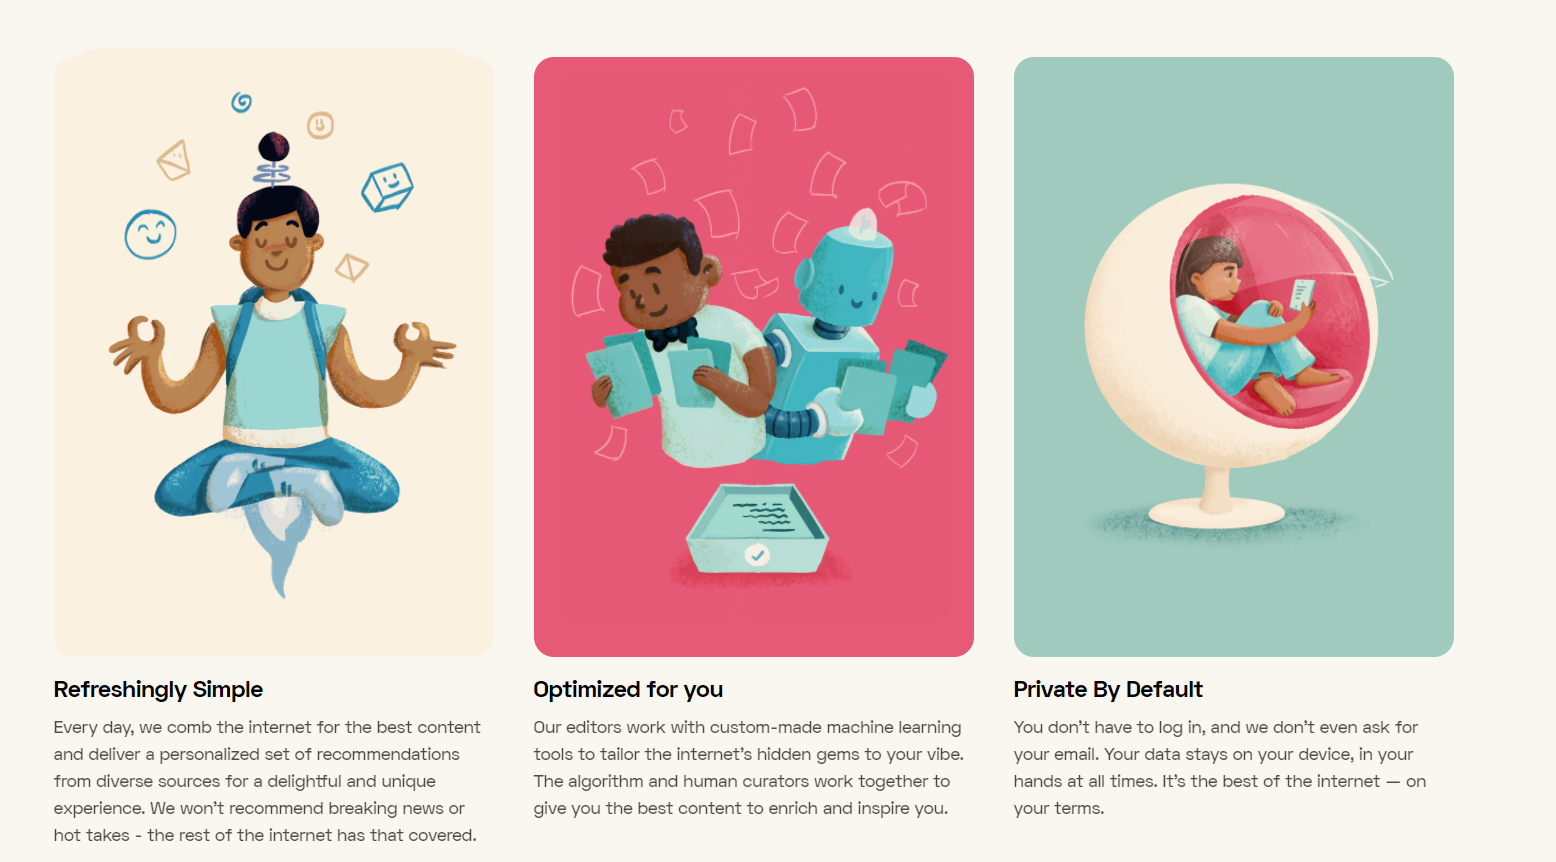 Refreshingly Simple
Every day, we comb the internet for the best content
and deliver a personalized set of recommendations
from diverse sources for a delightful and unique
experience. We won't recommend breaking news or
hot takes - the rest of the internet has that covered.
Optimized for you
Our editors work with custom-made machine learning
tools to tailor the internet's hidden gems to your vibe.
The algorithm and human curators work together to
give you the best content to enrich and inspire you.
Private By Default
You don't have to log in, and we don't even ask for
your email. Your data stays on your device, in your
hands at all times. It's the best of the internet — on
your terms.